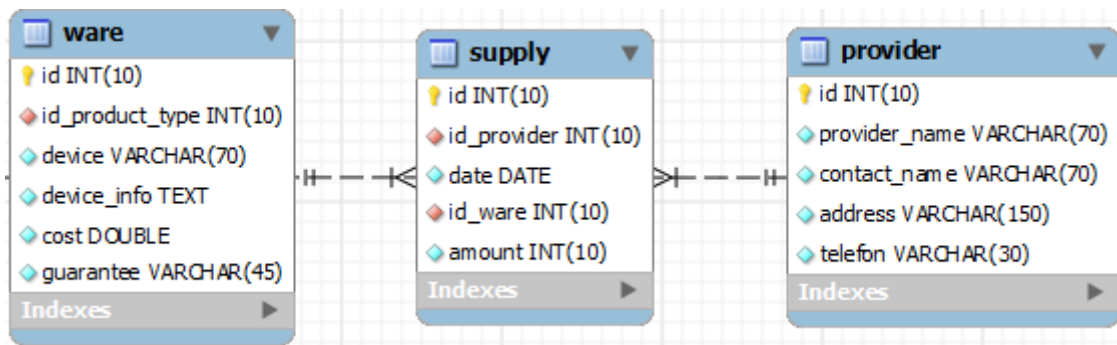 ware
id INT(10)
id_product_type INT(10)
device VARCHAR(70)
device_info TEXT
cost DOUBLE
guarantee VARCHAR(45)
Indexes
supply
id INT(10)
id_provider INT(10)
date DATE
id_ware INT(10)
amount INT(10)
Indexes
provider
id INT(10)
provider_name VARCHAR(70)
contact_name VARCHAR(70)
address VARCHAR(150)
telefon VARCHAR(30)
Indexes